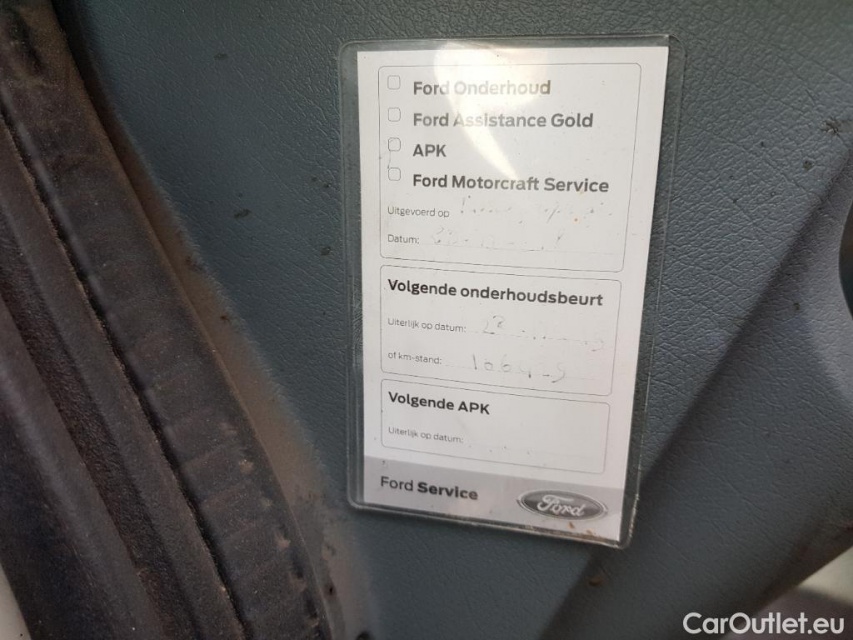 Ford Onderhoud
Ford Assistance Gold
APK
Ford Motorcraft Service
Uitgevoerd op
Datum:
Volgende onderhoudsbeurt
Uiterlijk op datum:
of km-stand:
Volgende APK
Uiterlijk op datum:
Ford Service
Ford
CarOutlet.eu